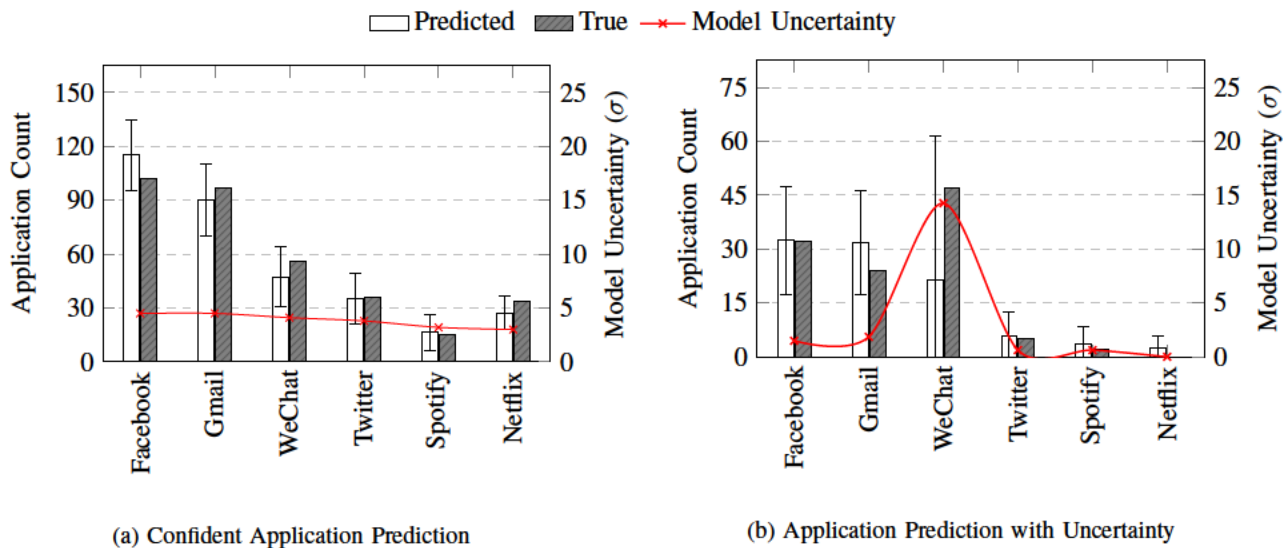 Predicted True Model Uncertainty
Application Count
150
120
90
60
30
0
25
20
15
10
5
0
Model Uncertainty (σ)
Facebook
Gmail
WeChat
Twitter
Spotify
Netflix
(a) Confident Application Prediction
Application Count
75
60
45
30
15
0
25
20
15
10
5
0
Model Uncertainty (σ)
Facebook
Gmail
WeChat
Twitter
Spotify
Netflix
(b) Application Prediction with Uncertainty